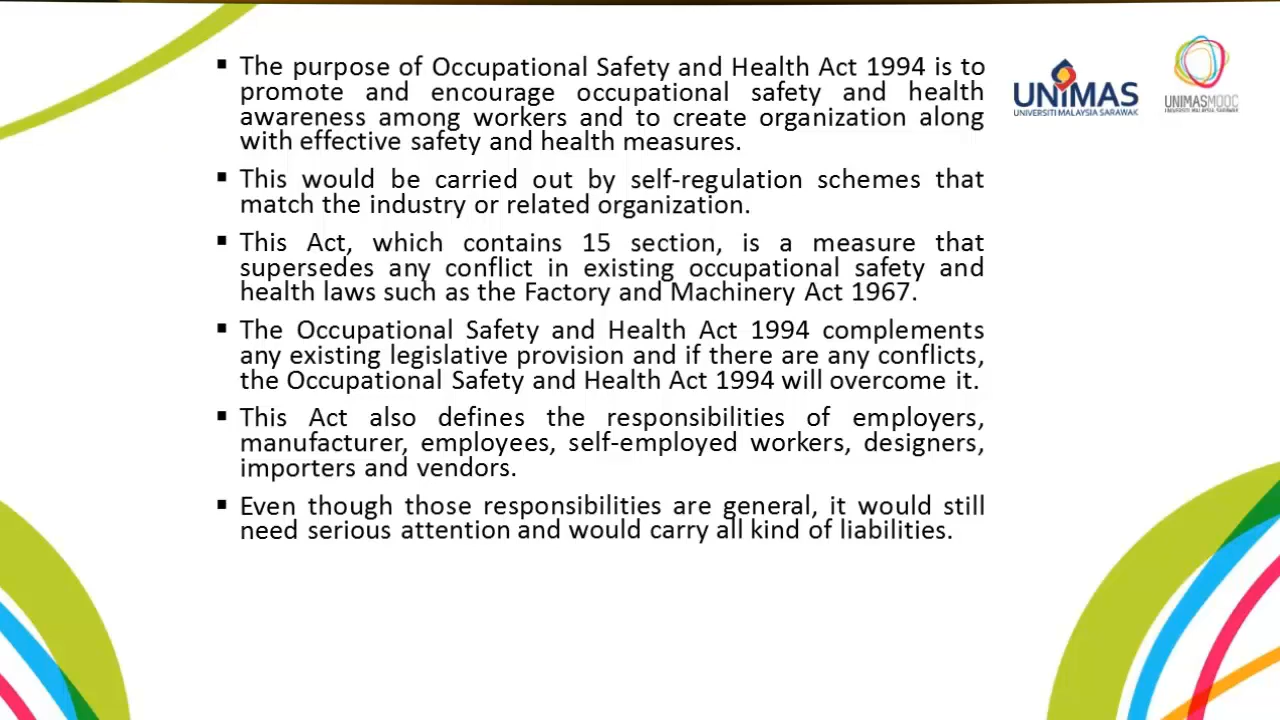 ▪ The purpose of Occupational Safety and Health Act 1994 is to
promote and encourage occupational safety and health
awareness among workers and to create organization along
with effective safety and health measures.
▪ This would be carried out by self-regulation schemes that
match the industry or related organization.
▪ This Act, which contains 15 section, is a measure that
supersedes any conflict in existing occupational safety and
health laws such as the Factory and Machinery Act 1967.
▪ The Occupational Safety and Health Act 1994 complements
any existing legislative provision and if there are any conflicts,
the Occupational Safety and Health Act 1994 will overcome it.
▪ This Act also defines the responsibilities of employers,
manufacturer, employees, self-employed workers, designers,
importers and vendors.
▪ Even though those responsibilities are general, it would still
need serious attention and would carry all kind of liabilities.
UNIMAS
UNIVERSITI MALAYSIA SARAWAK
UNIMASMOOC
UNIVERSITI MALAYSIA SARAWAK